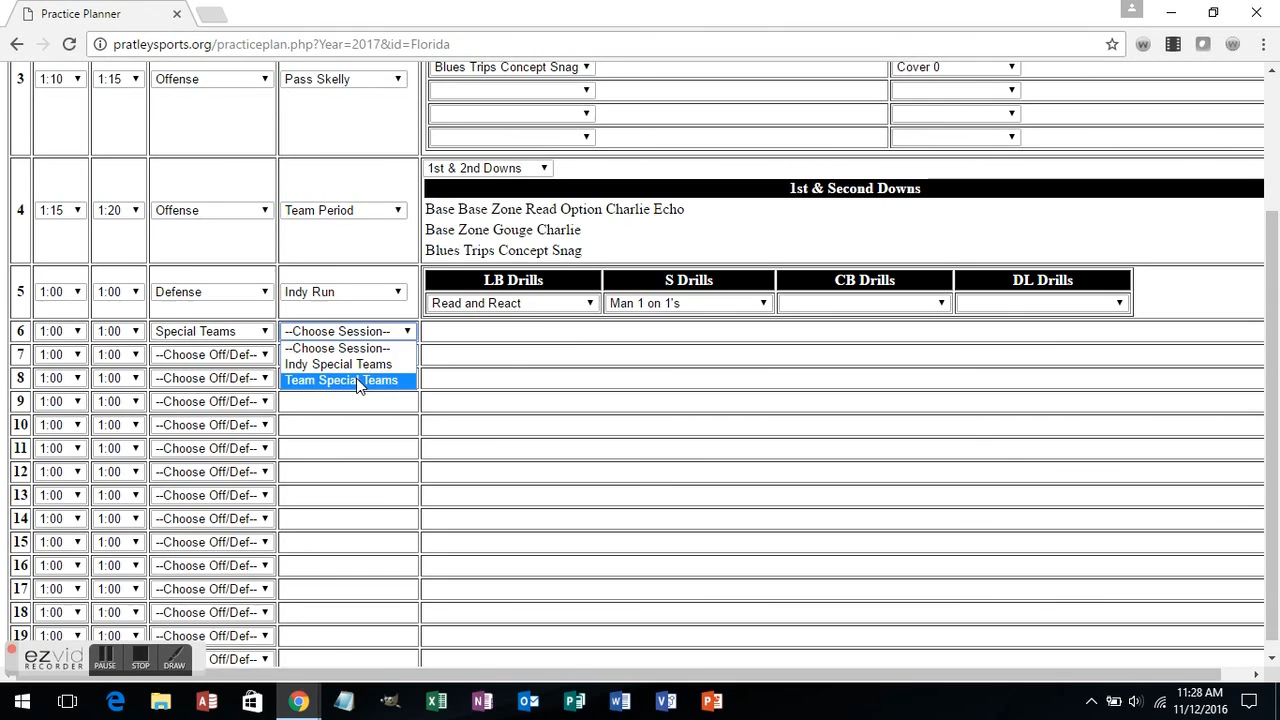 Practice Planner
pratleysports.org/practiceplan.php?Year=2017&id=Florida
3 1:10 1:15 Offense Pass Skelly Blues Trips Concept Snag Cover 0
1st & 2nd Downs
1st & Second Downs
4 1:15 1:20 Offense Team Period
Base Base Zone Read Option Charlie Echo
Base Zone Gouge Charlie
Blues Trips Concept Snag
LB Drills S Drills CB Drills DL Drills
5 1:00 1:00 Defense Indy Run Read and React Man 1 on 1's
6 1:00 1:00 Special Teams --Choose Session--
--Choose Session--
Indy Special Teams
Team Special Teams
7 1:00 1:00 --Choose Off/Def--
8 1:00 1:00 --Choose Off/Def--
9 1:00 1:00 --Choose Off/Def--
10 1:00 1:00 --Choose Off/Def--
11 1:00 1:00 --Choose Off/Def--
12 1:00 1:00 --Choose Off/Def--
13 1:00 1:00 --Choose Off/Def--
14 1:00 1:00 --Choose Off/Def--
15 1:00 1:00 --Choose Off/Def--
16 1:00 1:00 --Choose Off/Def--
17 1:00 1:00 --Choose Off/Def--
18 1:00 1:00 --Choose Off/Def--
19 1:00 1:00 --Choose Off/Def--
Off/Def--
ezvid
RECORDER
PAUSE STOP DRAW
11:28 AM
11/12/2016